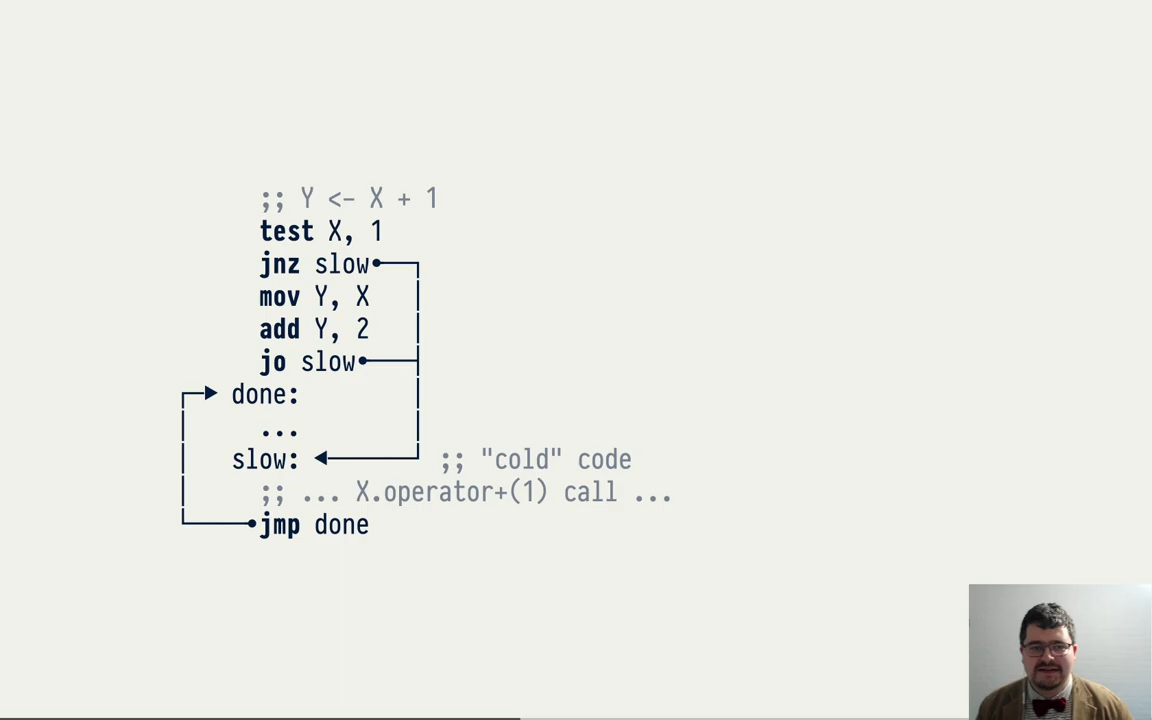 ;; Y <- X + 1
test X, 1
jnz slow
mov Y, X
add Y, 2
jo slow
done:
...
slow: ;; "cold" code
;; ... X.operator+(1) call ...
jmp done